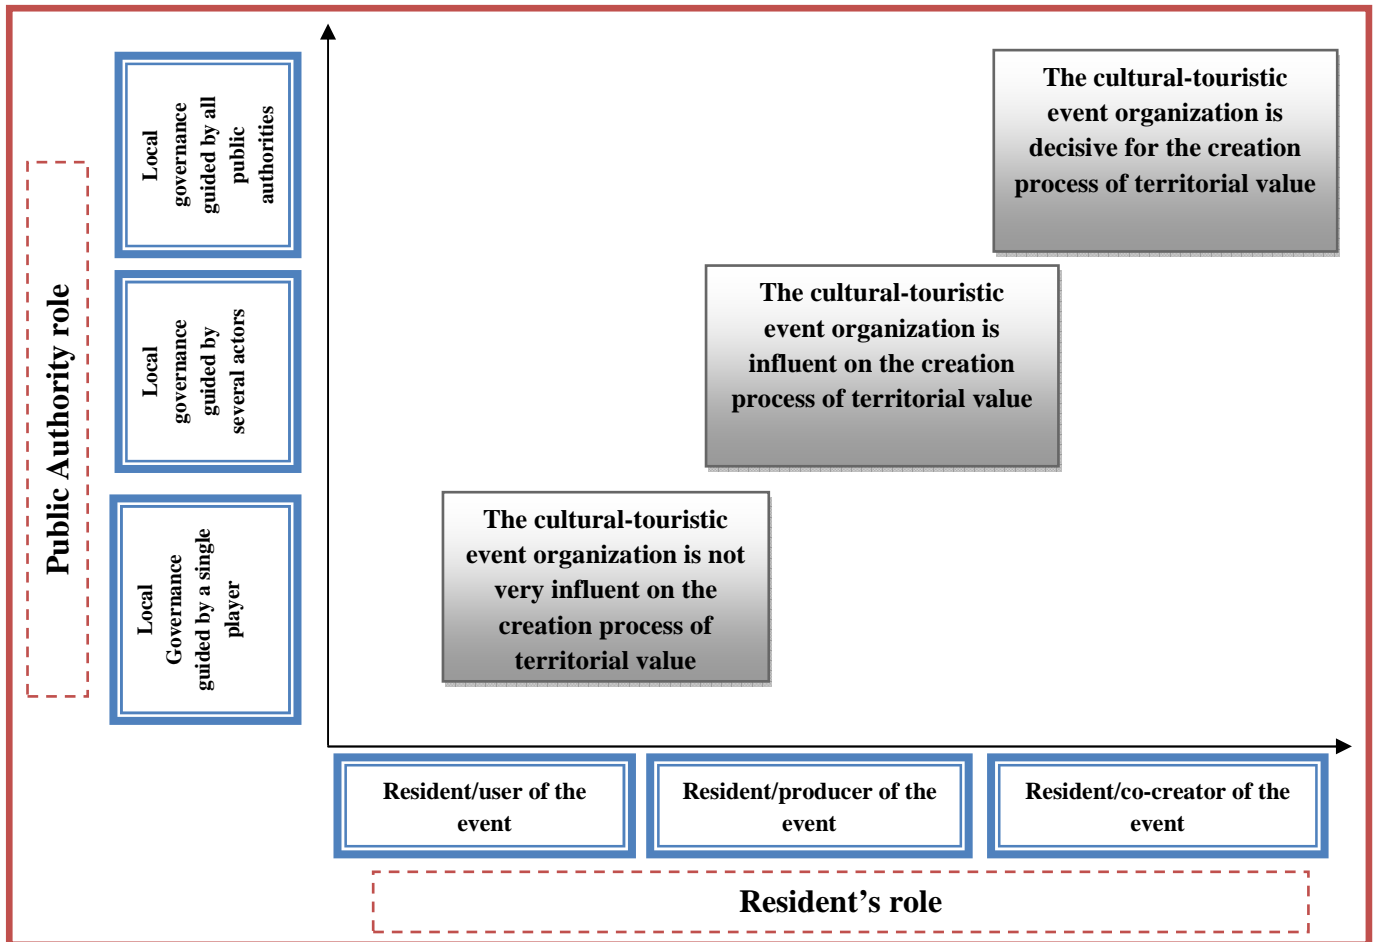 Public Authority role
Local
governance
guided by all
public
authorities
Local
governance
guided by
several actors
Local
Governance
guided by a single
player
The cultural-touristic
event organization is
decisive for the creation
process of territorial value
The cultural-touristic
event organization is
influent on the creation
process of territorial value
The cultural-touristic
event organization is not
very influent on the
creation process of
territorial value
Resident/user of the
event
Resident/producer of the
event
Resident/co-creator of the
event
Resident’s role